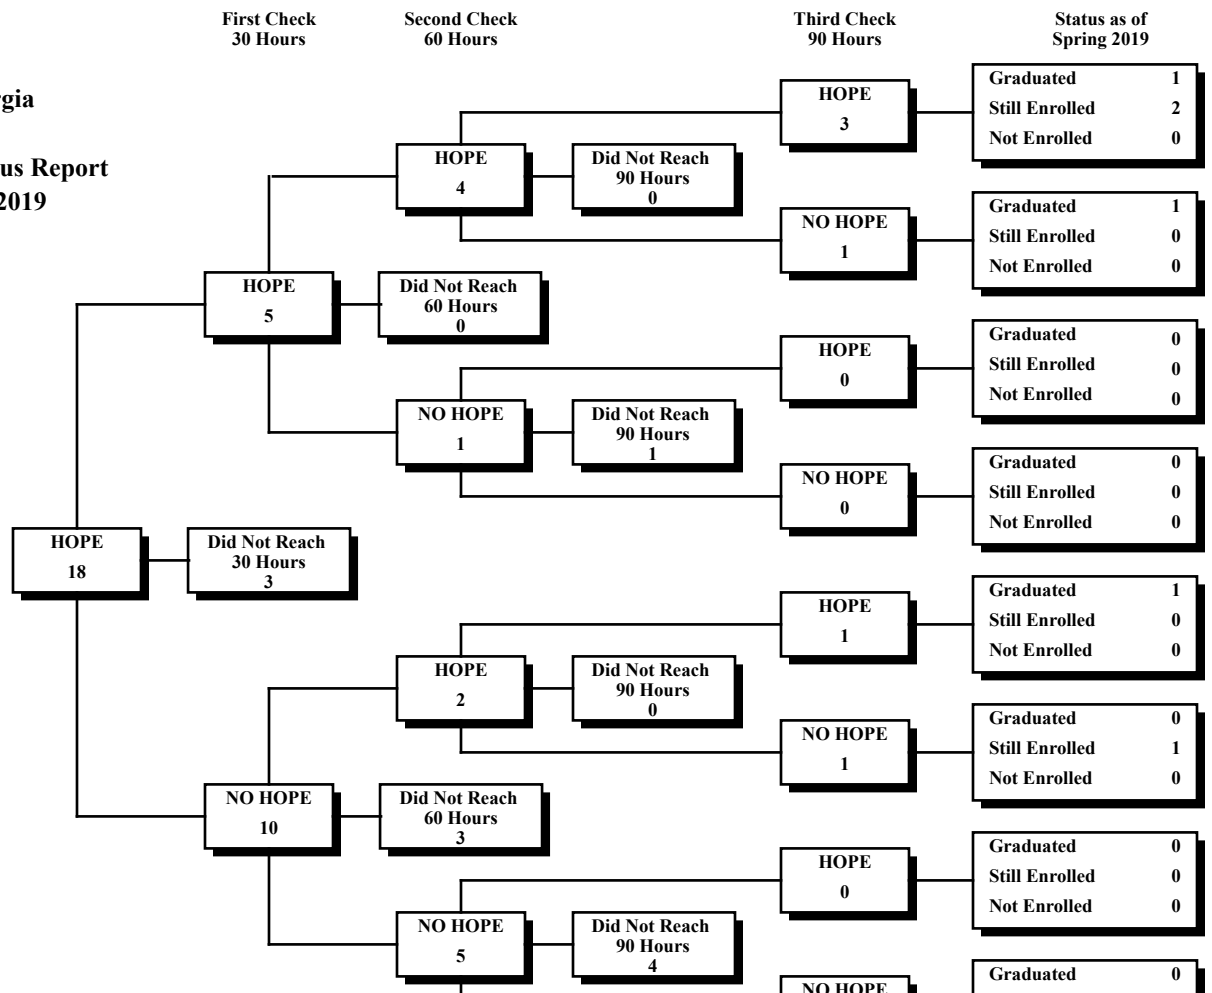 First Check
30 Hours
Second Check
60 Hours
Third Check
90 Hours
Status as of
Spring 2019
rgia
us Report
2019
HOPE
3
Graduated 1
Still Enrolled 2
Not Enrolled 0
HOPE
4
Did Not Reach
90 Hours
0
NO HOPE
1
Graduated 1
Still Enrolled 0
Not Enrolled 0
HOPE
5
Did Not Reach
60 Hours
0
HOPE
0
Graduated 0
Still Enrolled 0
Not Enrolled 0
NO HOPE
1
Did Not Reach
90 Hours
1
NO HOPE
0
Graduated 0
Still Enrolled 0
Not Enrolled 0
HOPE
18
Did Not Reach
30 Hours
3
HOPE
1
Graduated 1
Still Enrolled 0
Not Enrolled 0
HOPE
2
Did Not Reach
90 Hours
0
NO HOPE
1
Graduated 0
Still Enrolled 1
Not Enrolled 0
NO HOPE
10
Did Not Reach
60 Hours
3
HOPE
0
Graduated 0
Still Enrolled 0
Not Enrolled 0
NO HOPE
5
Did Not Reach
90 Hours
4
NO HOPE
Graduated 0